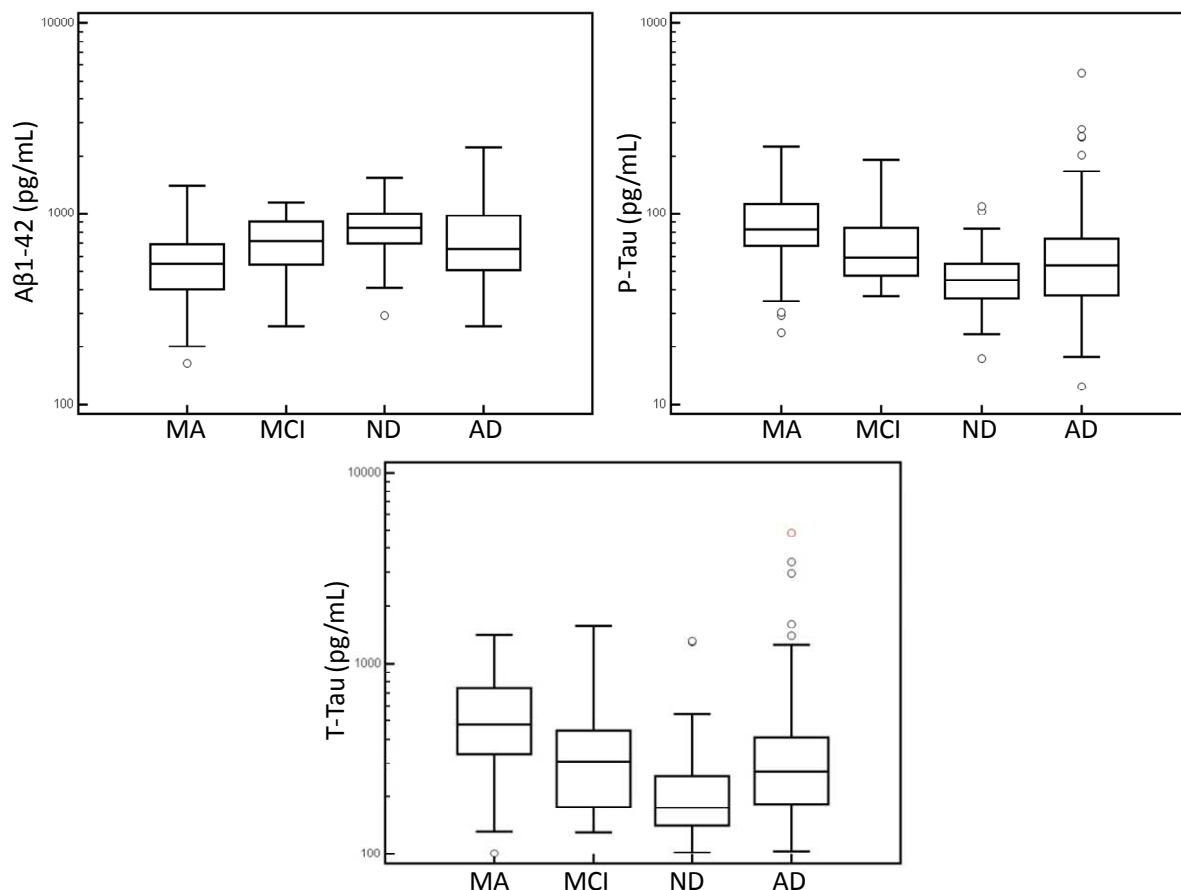 10000
1000
100
Aβ1-42 (pg/mL)
MA MCI ND AD
1000
100
10
P-Tau (pg/mL)
MA MCI ND AD
10000
1000
100
T-Tau (pg/mL)
MA MCI ND AD